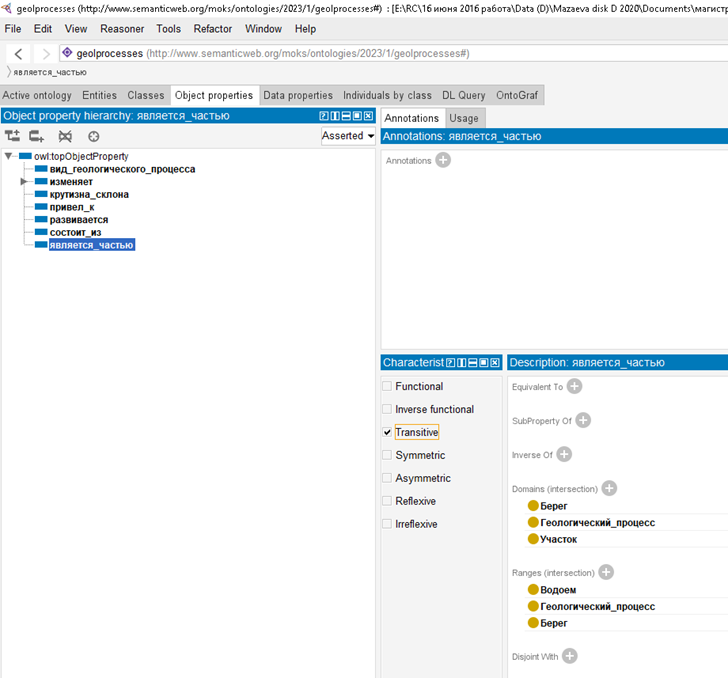 geolprocesses (http://www.semanticweb.org/moks/ontologies/2023/1/geolprocesses#) : [E:\RC\16 июня 2016 работа\Data (D)\Mazaeva disk D 2020\Documents\магистр
File Edit View Reasoner Tools Refactor Window Help
geolprocesses (http://www.semanticweb.org/moks/ontologies/2023/1/geolprocesses#)
является_частью
Active ontology Entities Classes Object properties Data properties Individuals by class DL Query OntoGraf
Object property hierarchy: является_частью
Asserted
owl:topObjectProperty
вид_геологического_процесса
изменяет
крутизна_склона
привел_к
развивается
состоит_из
является_частью
Annotations Usage
Annotations: является_частью
Annotations
Characterist
Functional
Inverse functional
Transitive
Symmetric
Asymmetric
Reflexive
Irreflexive
Description: является_частью
Equivalent To
SubProperty Of
Inverse Of
Domains (intersection)
Берег
Геологический_процесс
Участок
Ranges (intersection)
Водоем
Геологический_процесс
Берег
Disjoint With